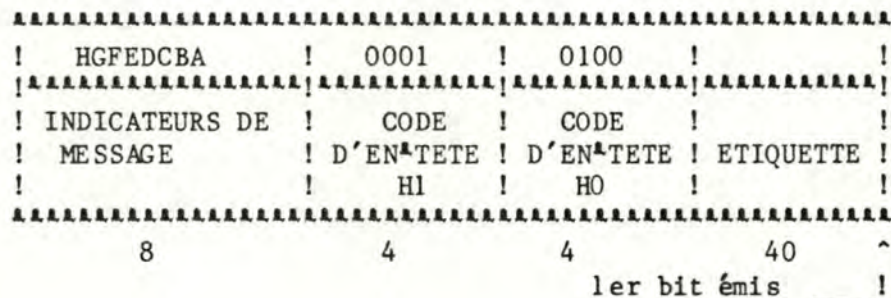 ! HGFEDCBA ! 0001 ! 0100 ! !
! INDICATEURS DE ! CODE ! CODE ! !
! MESSAGE ! D'EN-TETE ! D'EN-TETE ! ETIQUETTE !
! ! H1 ! H0 ! !
8 4 4 40 ^
1er bit émis !